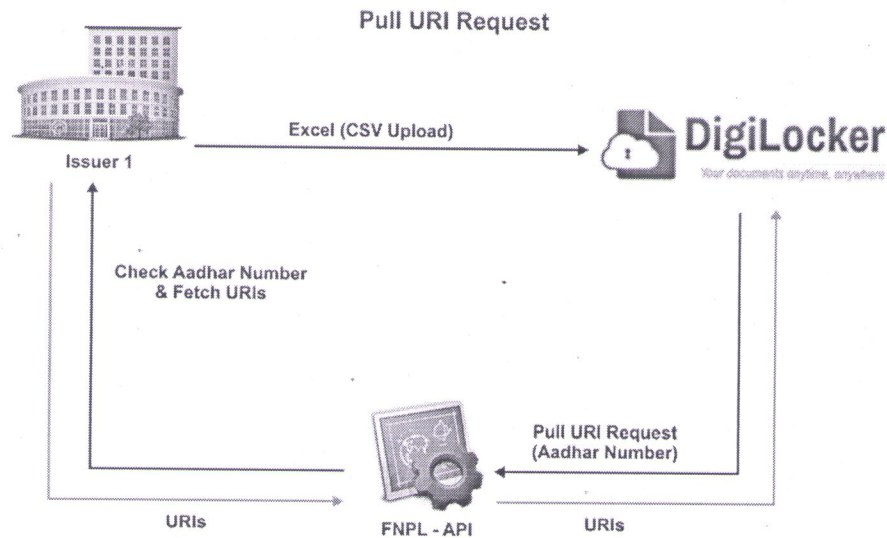 Pull URI Request
Excel (CSV Upload)
DigiLocker
Your documents anytime, anywhere
Issuer 1
Check Aadhar Number
& Fetch URIs
Pull URI Request
(Aadhar Number)
URIs
FNPL - API
URIs